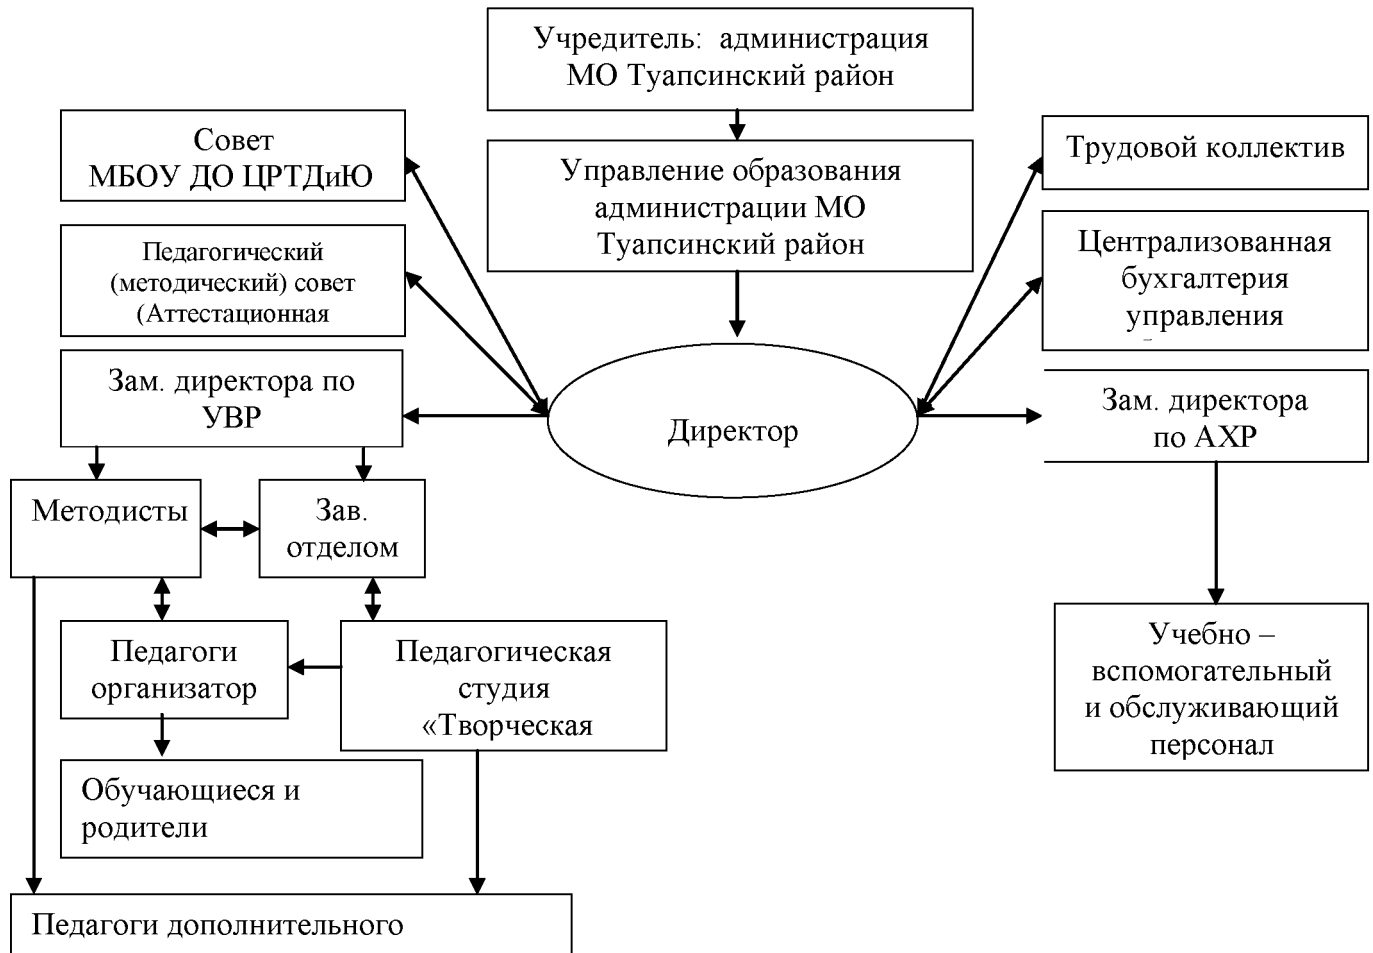 Учредитель: администрация
МО Туапсинский район
Совет
МБОУ ДО ЦРТДиЮ
Управление образования
администрации МО
Туапсинский район
Трудовой коллектив
Педагогический
(методический) совет
(Аттестационная
Централизованная
бухгалтерия
управления
Зам. директора по
УВР
Директор
Зам. директора
по АХР
Методисты
Зав.
отделом
Педагоги
организатор
Педагогическая
студия
«Творческая
Учебно –
вспомогательный
и обслуживающий
персонал
Обучающиеся и
родители
Педагоги дополнительного